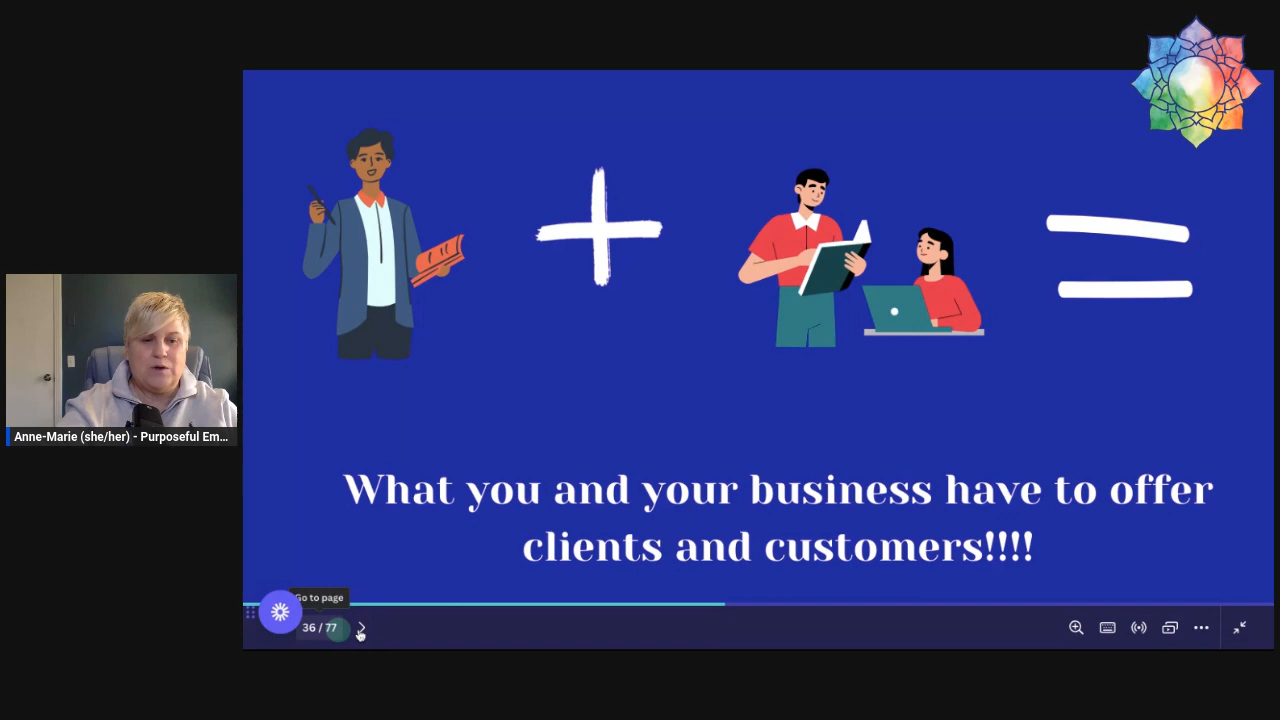 What you and your business have to offer
clients and customers!!!!
Go to page
36 / 77
Anne-Marie (she/her) - Purposeful Em...